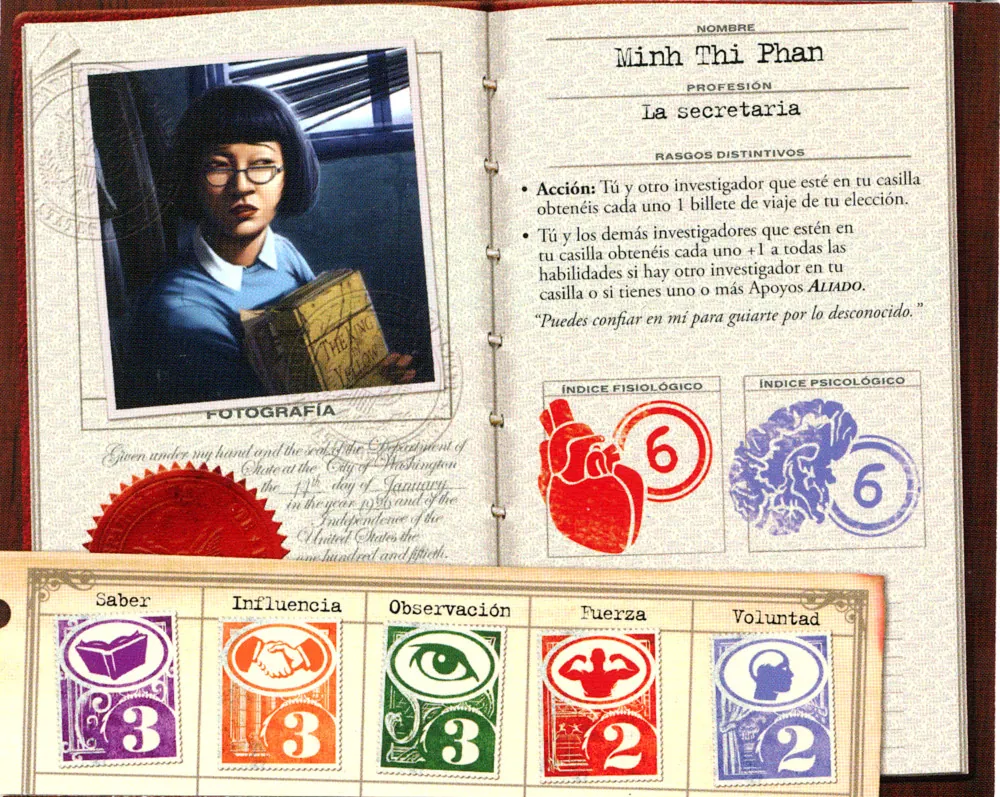 THE KING
IN
Yellow
FOTOGRAFÍA
Given under my hand and the seal of the Department of
State at the City of Washington
the 17th day of January
in the year 1926 and of the
Independence of the
United States the
one hundred and fiftieth.
NOMBRE
Minh Thi Phan
PROFESIÓN
La secretaria
RASGOS DISTINTIVOS
• Acción: Tú y otro investigador que esté en tu casilla
obtenéis cada uno 1 billete de viaje de tu elección.
• Tú y los demás investigadores que estén en
tu casilla obtenéis cada uno +1 a todas las
habilidades si hay otro investigador en tu
casilla o si tienes uno o más Apoyos ALIADO.
“Puedes confiar en mí para guiarte por lo desconocido.”
ÍNDICE FISIOLÓGICO
6
ÍNDICE PSICOLÓGICO
6
Saber
3
Influencia
3
Observación
3
Fuerza
2
Voluntad
2